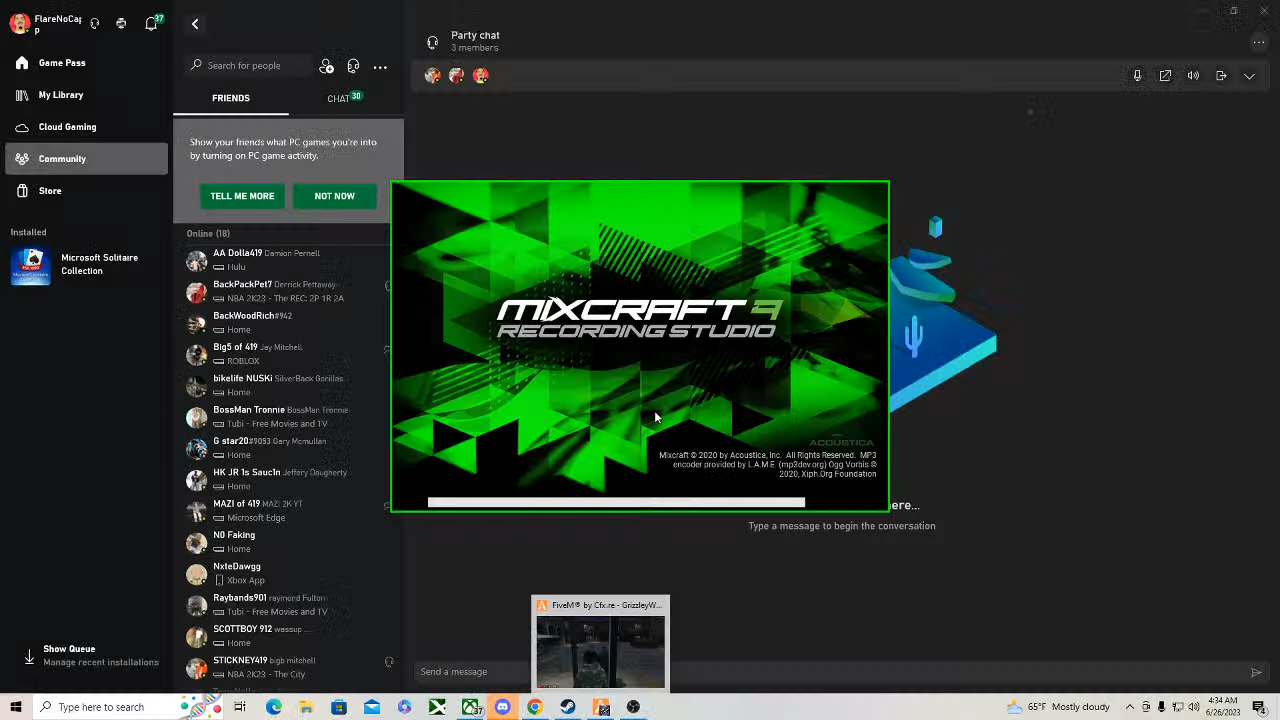 FlareNoCap
p
37
Game Pass
My Library
Cloud Gaming
Community
Store
Installed
Microsoft Solitaire
Collection
Show Queue
Manage recent installations
Search for people
FRIENDS
CHAT
30
Show your friends what PC games you're into
by turning on PC game activity.
TELL ME MORE
NOT NOW
Online (18)
AA Dolla419 Damion Pernell
Hulu
BackPackPet7 Derrick Pettaway
NBA 2K23 - The REC: 2P 1R 2A
BackWoodRich#942
Home
Big5 of 419 Jay Mitchell
ROBLOX
bikelife NUSKi SilverBack Gorillas
Home
BossMan Tronnie BossMan Tronnie
Tubi - Free Movies and TV
G star20#9053 Gary Mcmullan
Home
HK JR 1s Sauc1n Jeffery Daugherty
Home
MAZI of 419 MAZI 2K YT
Microsoft Edge
N0 Faking
Home
NxteDawgg
Xbox App
Raybands901 raymond Fulton
Tubi - Free Movies and TV
SCOTTBOY 912 wassup ....
Home
STICKNEY419 bigb mitchell
NBA 2K23 - The City
Party chat
3 members
MIXCRAFT 9
RECORDING STUDIO
ACOUSTICA
Mixcraft © 2020 by Acoustica, Inc. All Rights Reserved. MP3
encoder provided by L.A.M.E. (mp3dev.org) Ogg Vorbis ©
2020, Xiph.Org Foundation
ere...
Type a message to begin the conversation
FiveM® by Cfx.re - GrizzleyW...
Send a message
Type here to search
65°F Mostly cloudy
4:34 AM
6/26/2023